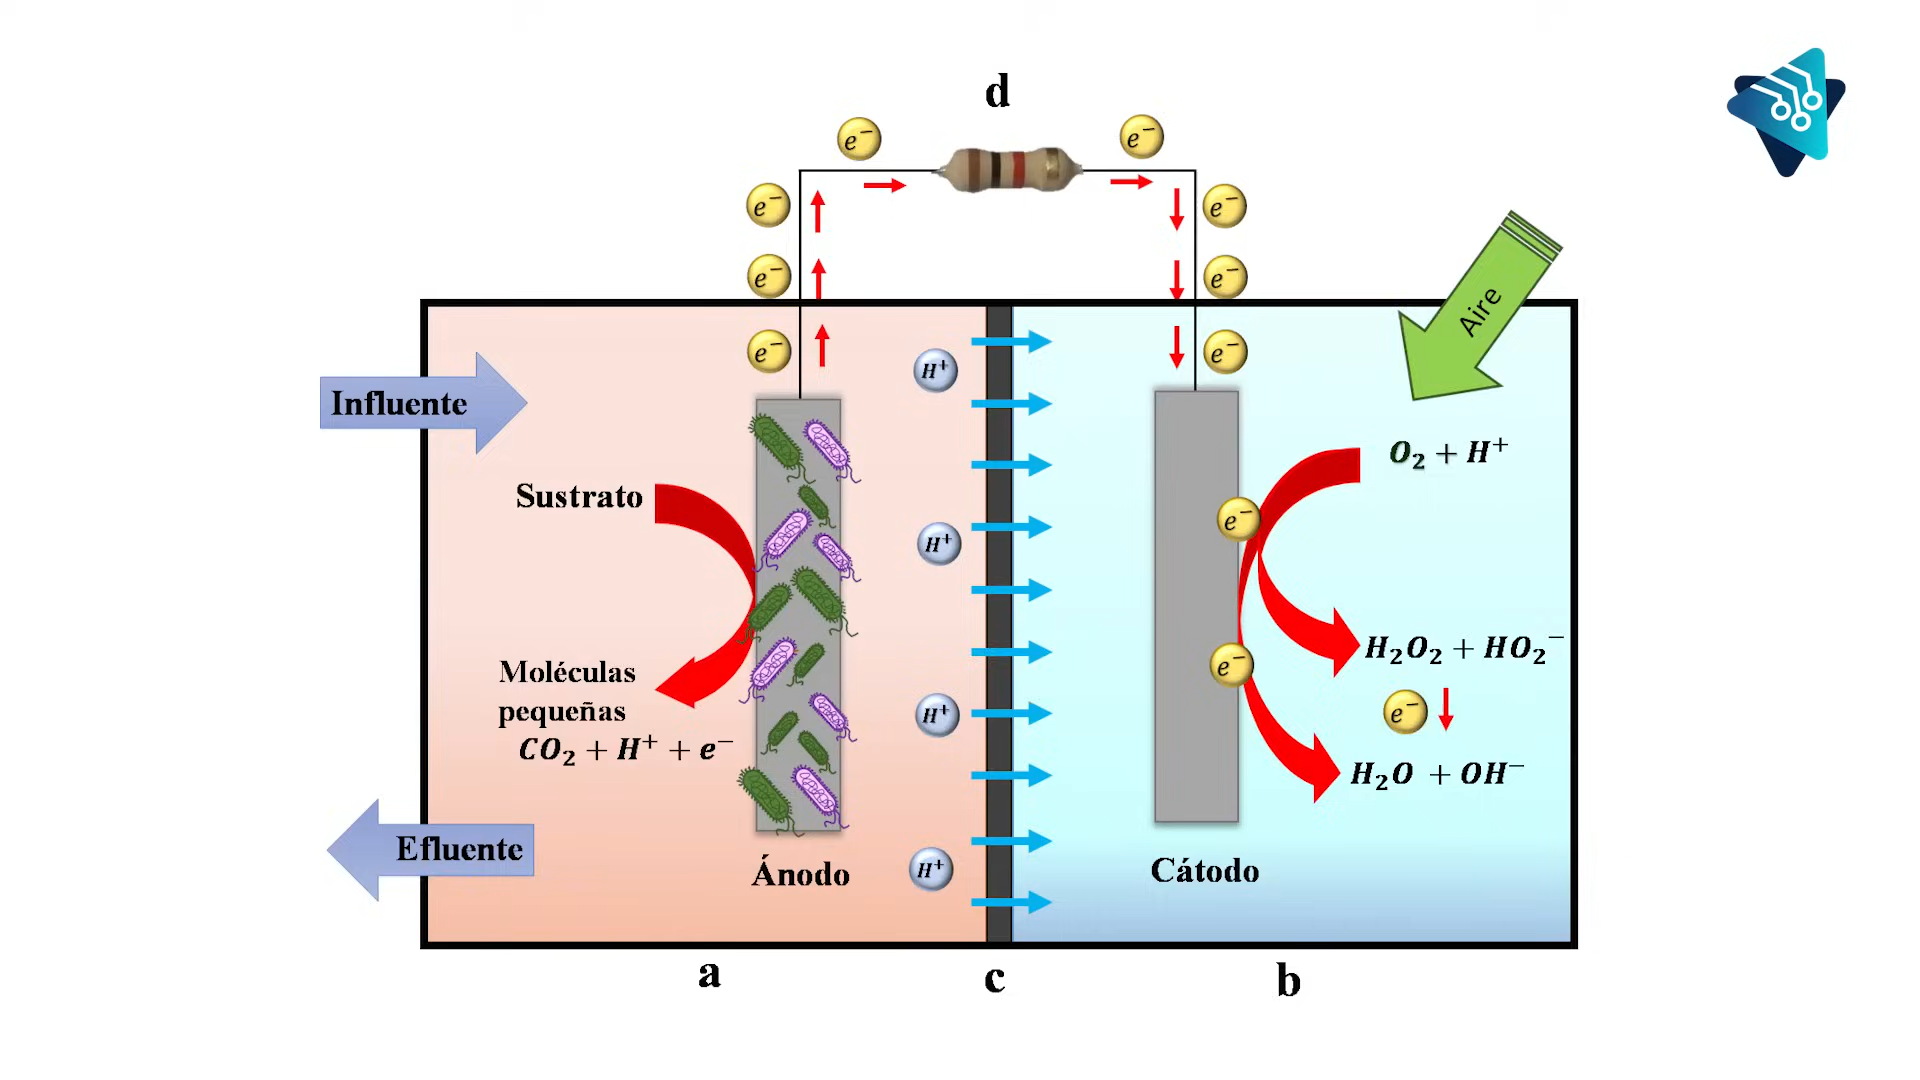 d
e⁻
e⁻
e⁻
e⁻
e⁻
e⁻
e⁻
e⁻
Aire
Influente
H⁺
O₂ + H⁺
Sustrato
e⁻
H⁺
Moléculas
pequeñas
CO₂ + H⁺ + e⁻
H⁺
e⁻
H₂O₂ + HO₂⁻
e⁻
H₂O + OH⁻
Efluente
Ánodo
H⁺
Cátodo
a
c
b